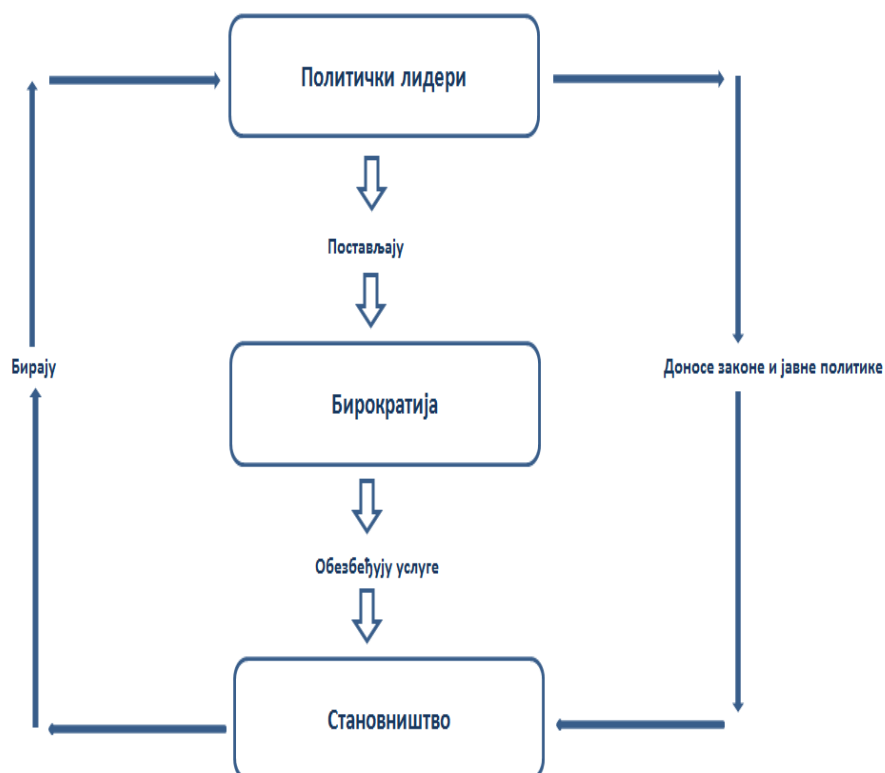 Политички лидери
Постављају
Бирају
Доносе законе и јавне политике
Бирократија
Обезбеђују услуге
Становништво